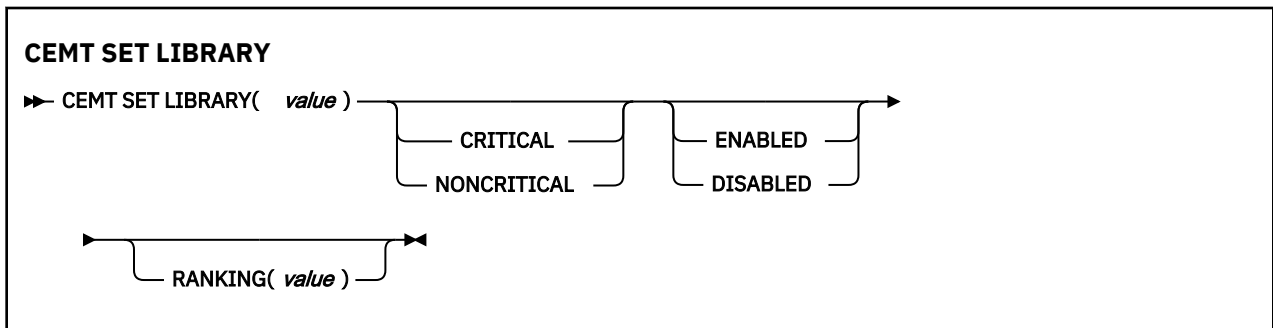 CEMT SET LIBRARY
CEMT SET LIBRARY( value )
CRITICAL
NONCRITICAL
ENABLED
DISABLED
RANKING( value )